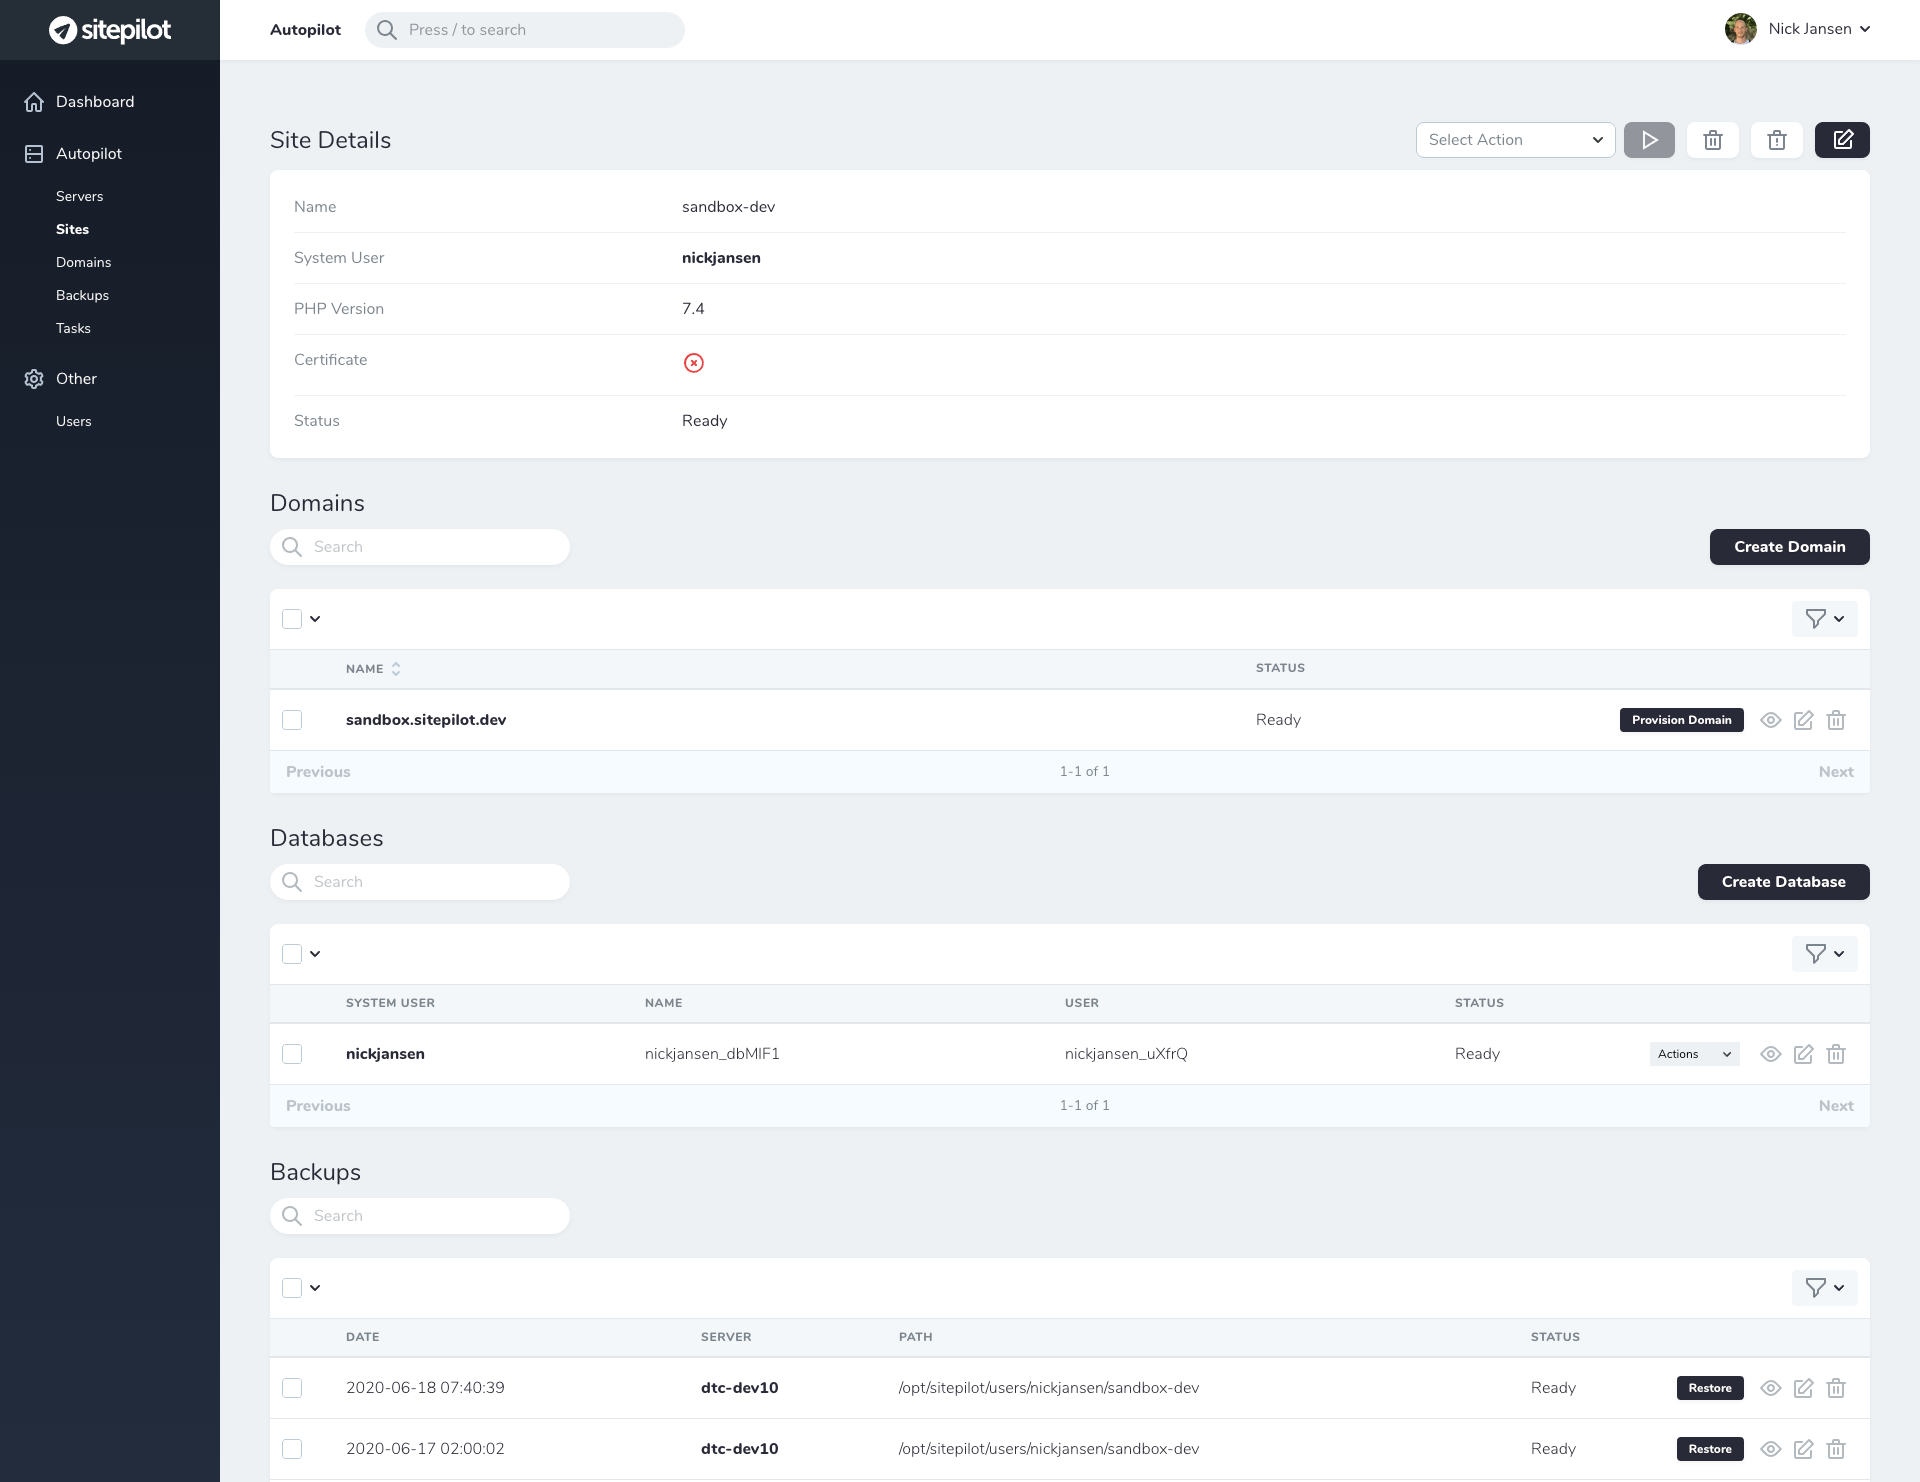 sitepilot
Autopilot
Press / to search
Nick Jansen
Dashboard
Autopilot
Servers
Sites
Domains
Backups
Tasks
Other
Users
Site Details
Select Action
Name
sandbox-dev
System User
nickjansen
PHP Version
7.4
Certificate
Status
Ready
Domains
Search
Create Domain
NAME
STATUS
sandbox.sitepilot.dev
Ready
Provision Domain
Previous
1-1 of 1
Next
Databases
Search
Create Database
SYSTEM USER
NAME
USER
STATUS
nickjansen
nickjansen_dbMIF1
nickjansen_uXfrQ
Ready
Actions
Previous
1-1 of 1
Next
Backups
Search
DATE
SERVER
PATH
STATUS
2020-06-18 07:40:39
dtc-dev10
/opt/sitepilot/users/nickjansen/sandbox-dev
Ready
Restore
2020-06-17 02:00:02
dtc-dev10
/opt/sitepilot/users/nickjansen/sandbox-dev
Ready
Restore